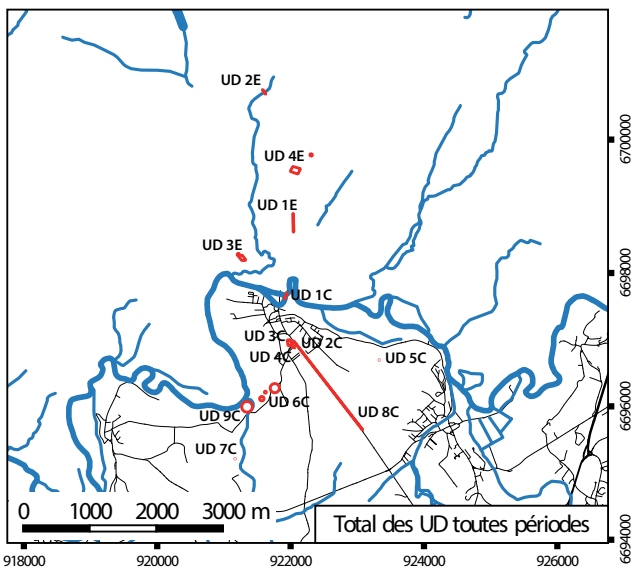 UD 2E
6700000
UD 4E
UD 1E
UD 3E
6698000
UD 1C
UD 3C
UD 2C
UD 4C
UD 5C
6696000
UD 6C
UD 9C
UD 8C
UD 7C
0 1000 2000 3000 m
Total des UD toutes périodes
6694000
918000 920000 922000 924000 926000